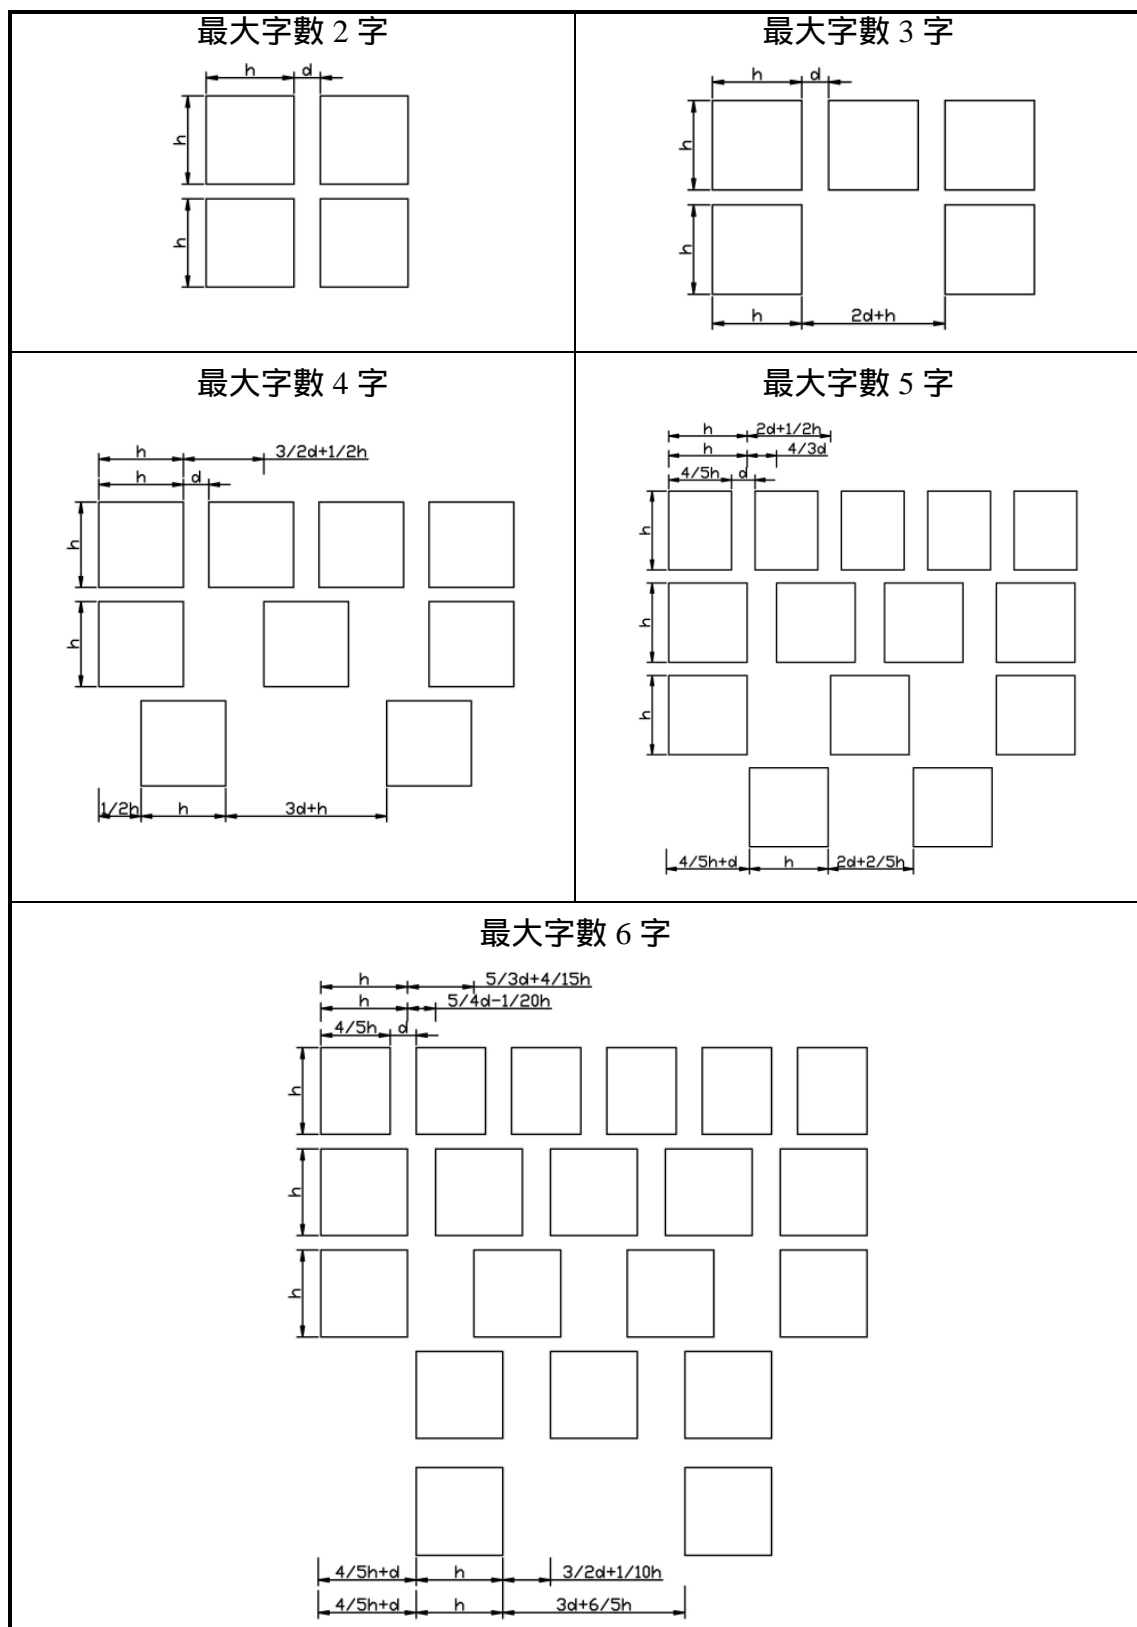 最大字數 2 字
h d
h
h
最大字數 3 字
h d
h
h
h 2d+h
最大字數 4 字
h 3/2d+1/2h
h d
h
h
1/2h h 3d+h
最大字數 5 字
h 2d+1/2h
h 4/3d
4/5h d
h
h
h
4/5h+d h 2d+2/5h
最大字數 6 字
h 5/3d+4/15h
h 5/4d-1/20h
4/5h d
h
h
h
4/5h+d h 3/2d+1/10h
4/5h+d h 3d+6/5h